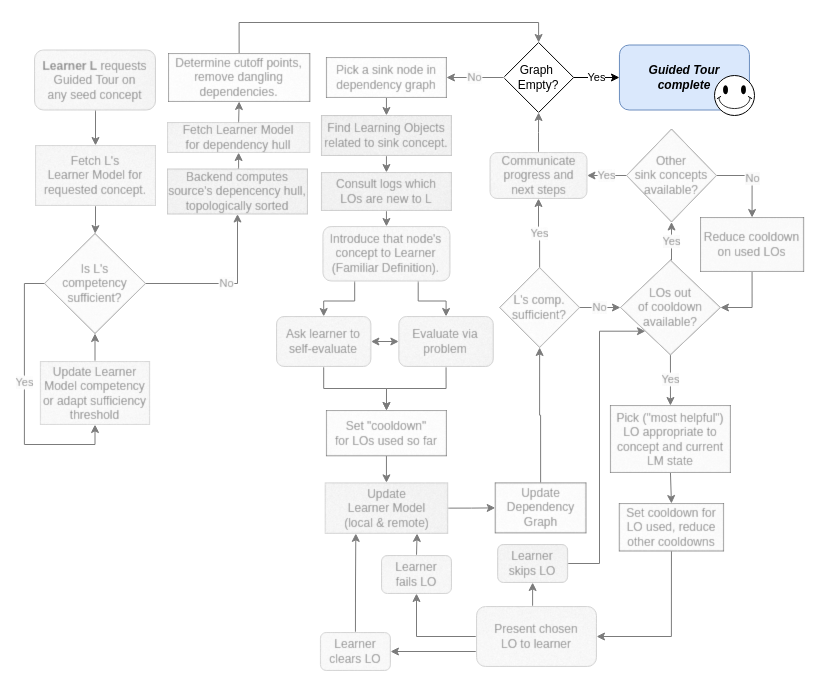 Learner L requests
Guided Tour on
any seed concept
Fetch L's
Learner Model for
requested concept.
Is L's
competency
sufficient?
Yes
No
Update Learner
Model competency
or adapt sufficiency
threshold
Determine cutoff points,
remove dangling
dependencies.
Fetch Learner Model
for dependency hull
Backend computes
source's depencency hull,
topologically sorted
Graph
Empty?
No
Yes
Guided Tour
complete
Pick a sink node in
dependency graph
Find Learning Objects
related to sink concept.
Consult logs which
LOs are new to L
Introduce that node's
concept to Learner
(Familiar Definition).
Ask learner to
self-evaluate
Evaluate via
problem
Set "cooldown"
for LOs used so far
Update
Learner Model
(local & remote)
Update
Dependency
Graph
L's comp.
sufficient?
Yes
No
Communicate
progress and
next steps
Yes
Other
sink concepts
available?
No
Reduce cooldown
on used LOs
Yes
LOs out
of cooldown
available?
Yes
Pick ("most helpful")
LO appropriate to
concept and current
LM state
Set cooldown for
LO used, reduce
other cooldowns
Present chosen
LO to learner
Learner
skips LO
Learner
fails LO
Learner
clears LO